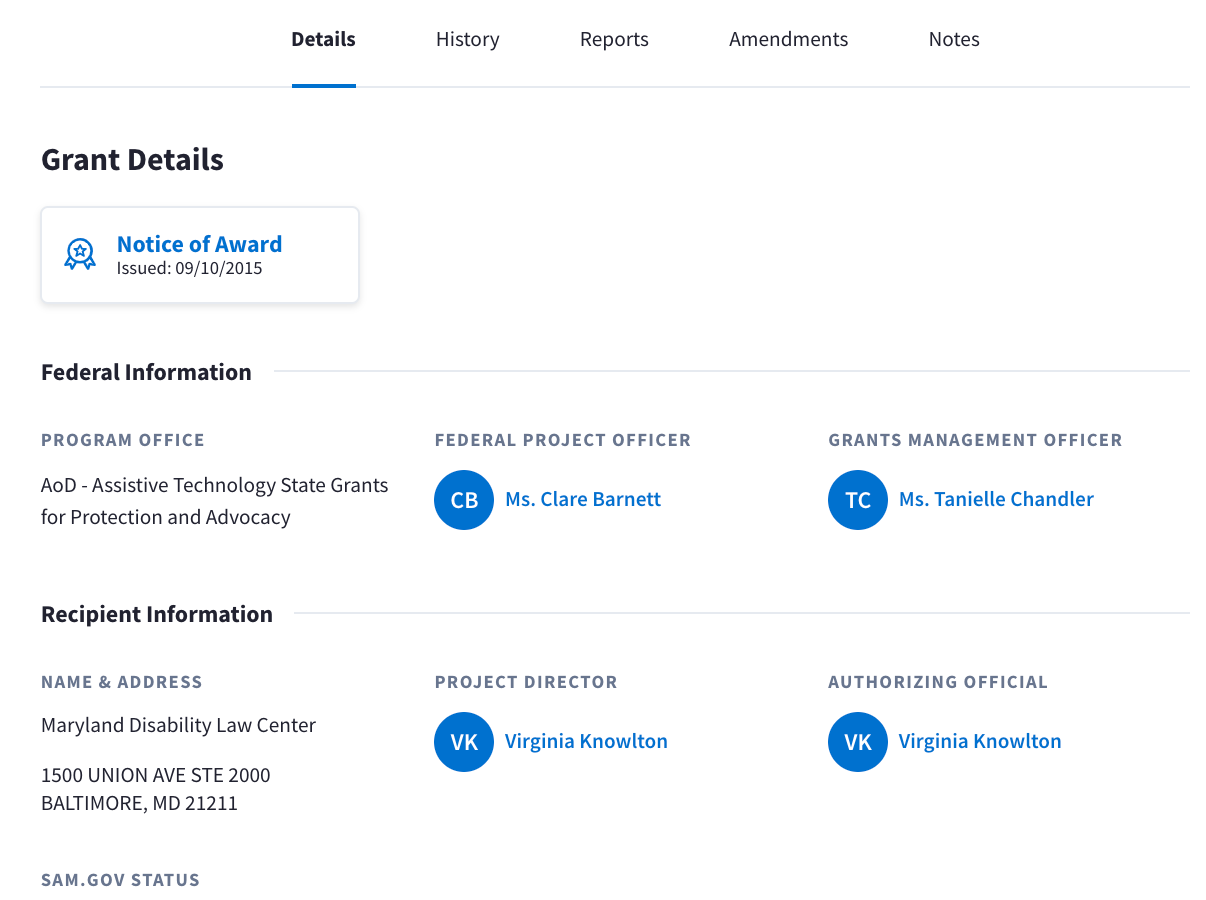 Details History Reports Amendments Notes
Grant Details
Notice of Award
Issued: 09/10/2015
Federal Information
PROGRAM OFFICE
AoD - Assistive Technology State Grants
for Protection and Advocacy
FEDERAL PROJECT OFFICER
CB Ms. Clare Barnett
GRANTS MANAGEMENT OFFICER
TC Ms. Tanielle Chandler
Recipient Information
NAME & ADDRESS
Maryland Disability Law Center
1500 UNION AVE STE 2000
BALTIMORE, MD 21211
PROJECT DIRECTOR
VK Virginia Knowlton
AUTHORIZING OFFICIAL
VK Virginia Knowlton
SAM.GOV STATUS